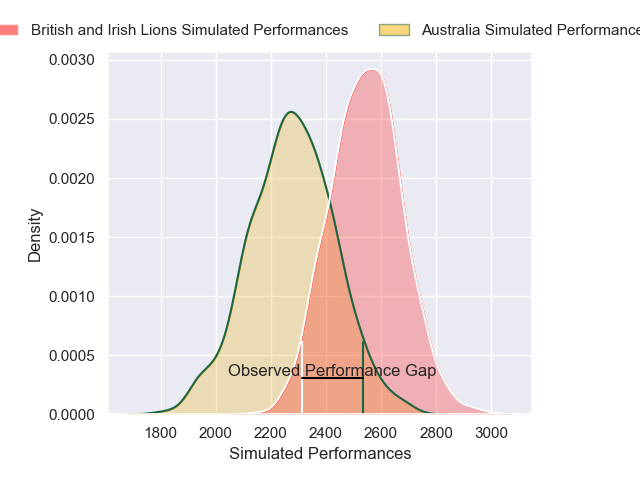 British and Irish Lions Simulated Performances
Australia Simulated Performance
0.0030
0.0025
0.0020
0.0015
0.0010
0.0005
0.0000
Density
Observed Performance Gap
1800 2000 2200 2400 2600 2800 3000
Simulated Performances